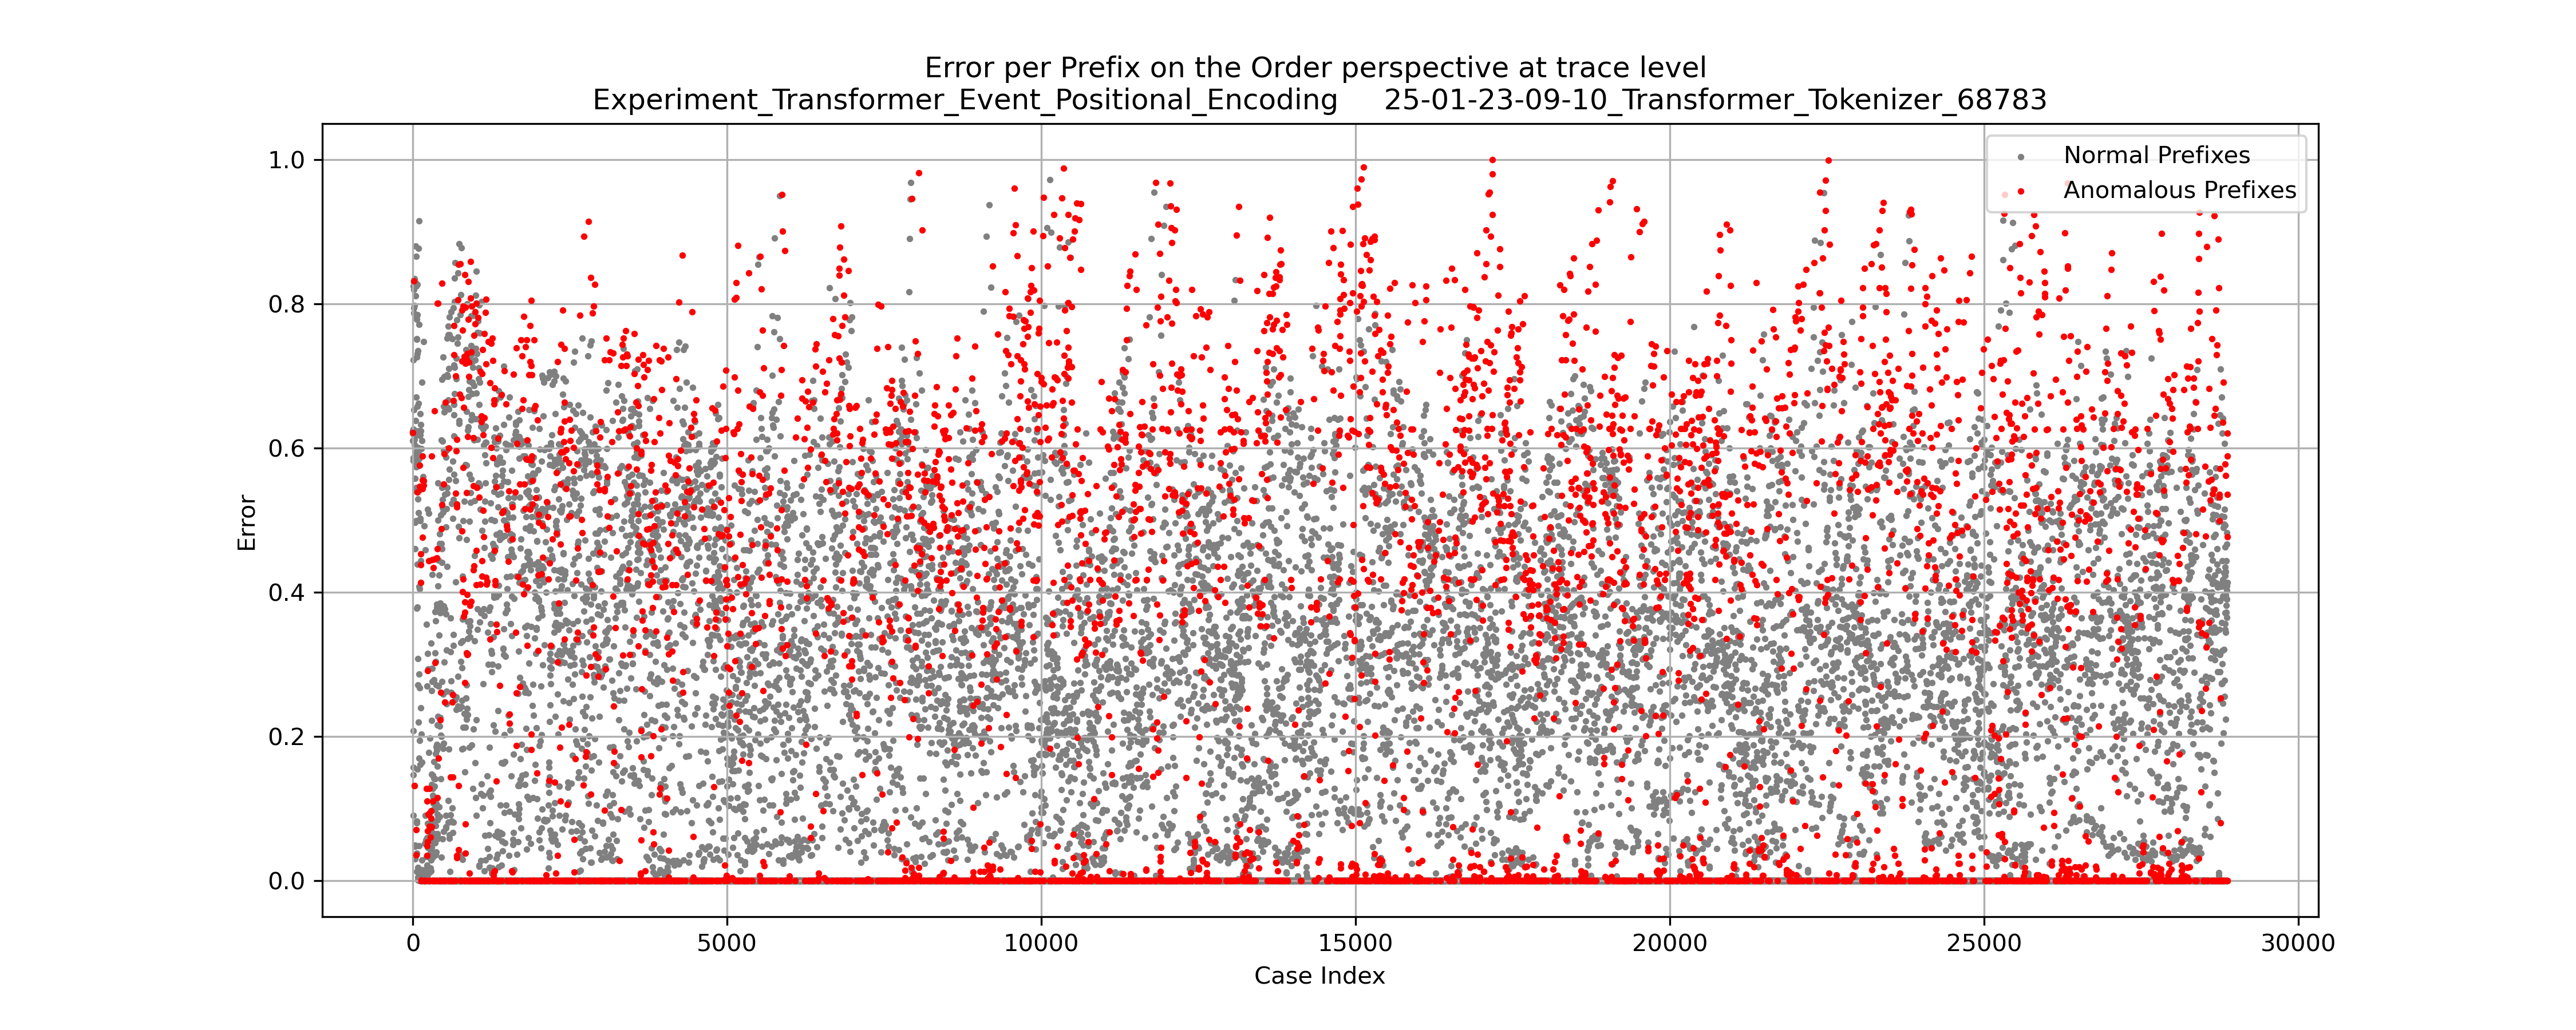 Error per Prefix on the Order perspective at trace level
Experiment_Transformer_Event_Positional_Encoding     25-01-23-09-10_Transformer_Tokenizer_68783
Normal Prefixes
Anomalous Prefixes
1.0
0.8
0.6
0.4
0.2
0.0
Error
0 5000 10000 15000 20000 25000 30000
Case Index